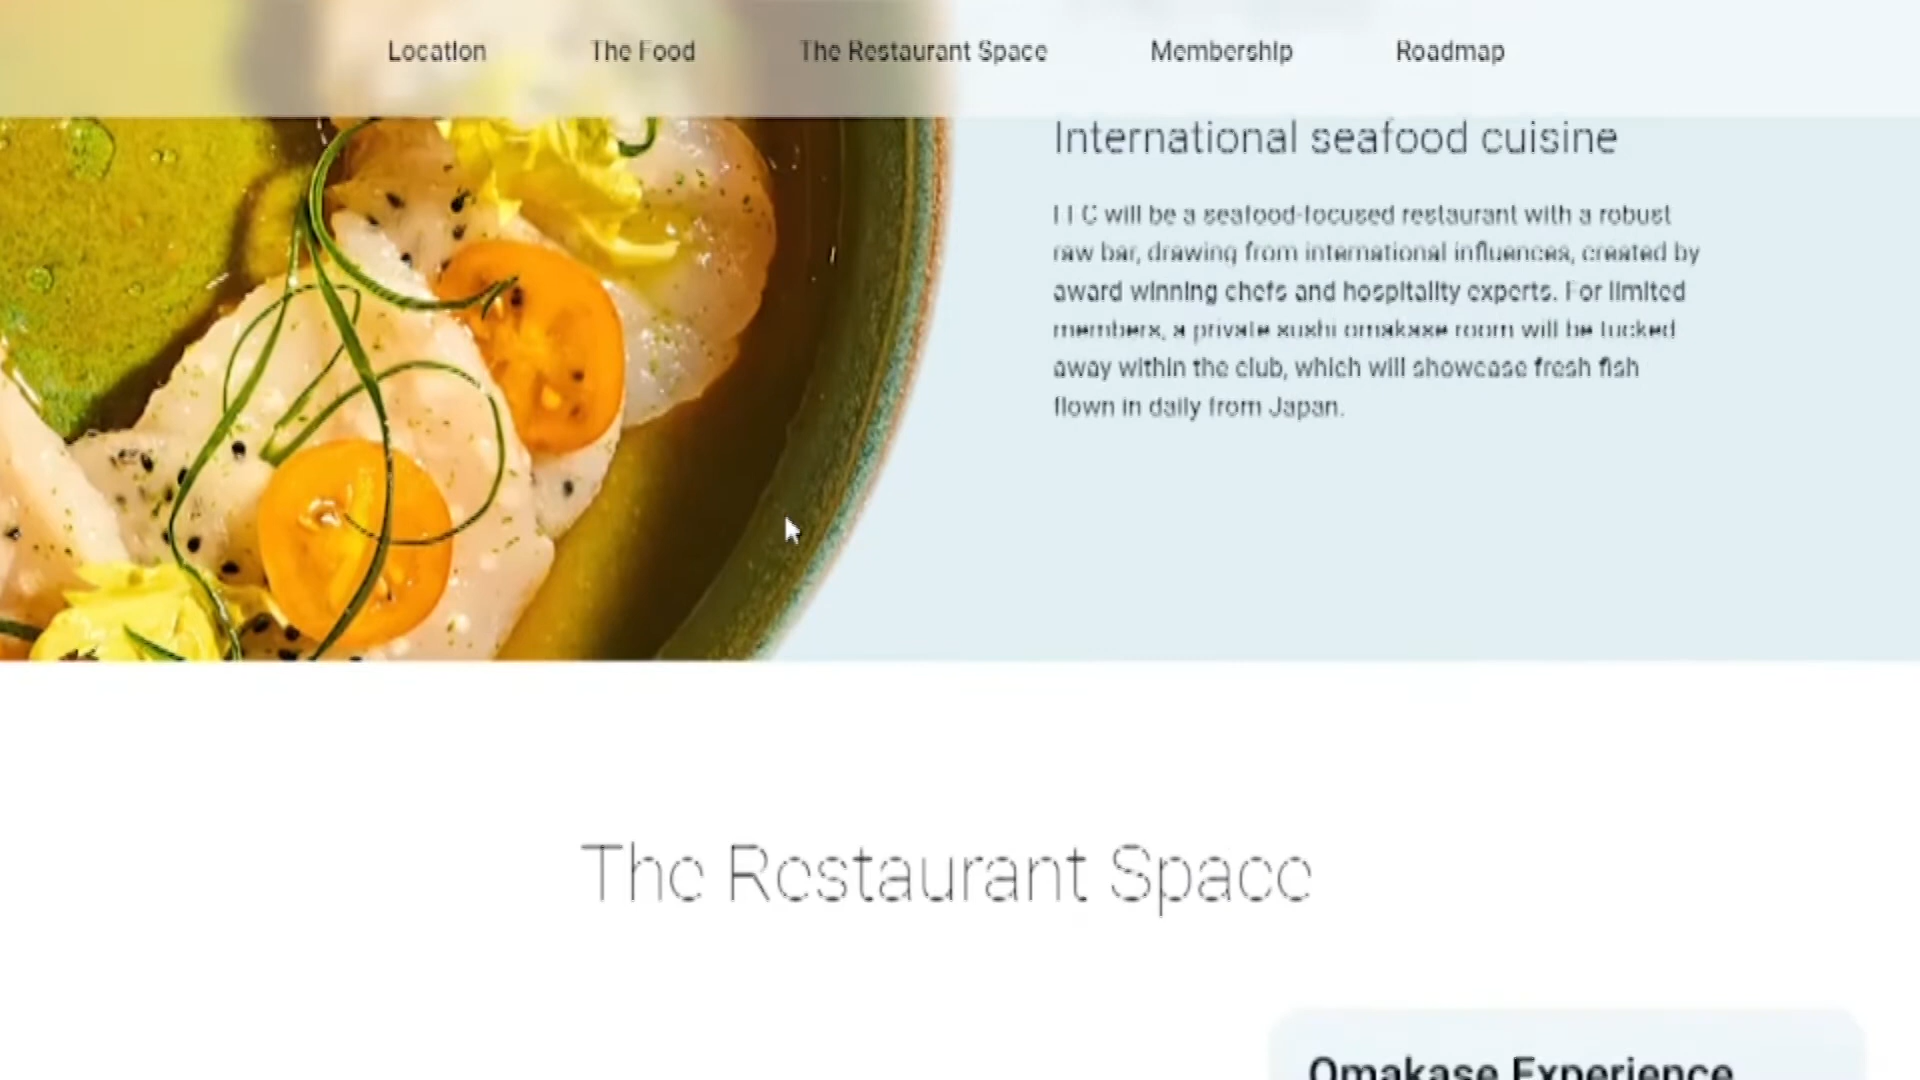 Location
The Food
The Restaurant Space
Membership
Roadmap
International seafood cuisine
will be a seafood-focused restaurant with a robust
raw bar, drawing from international influences, created by
award winning chefs and hospitality experts. For limited
members, a private sushi omakase room will be tucked
away within the club, which will showcase fresh fish
flown in daily from Japan.
The Restaurant Space
Omakase Experience